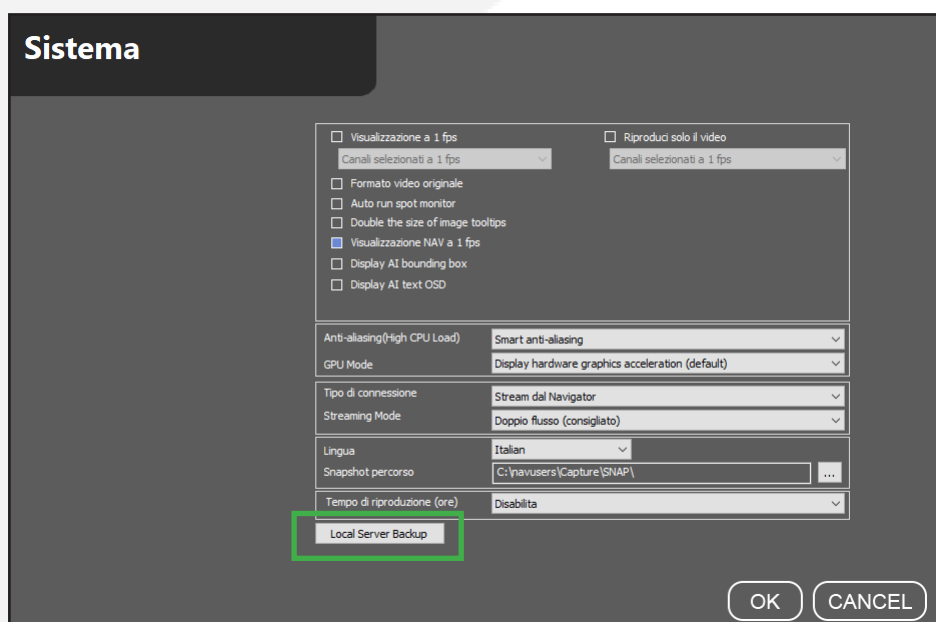 Sistema
Visualizzazione a 1 fps
Riproduci solo il video
Canali selezionati a 1 fps
Canali selezionati a 1 fps
Formato video originale
Auto run spot monitor
Double the size of image tooltips
Visualizzazione NAV a 1 fps
Display AI bounding box
Display AI text OSD
Anti-aliasing(High CPU Load)
Smart anti-aliasing
GPU Mode
Display hardware graphics acceleration (default)
Tipo di connessione
Stream dal Navigator
Streaming Mode
Doppio flusso (consigliato)
Lingua
Italian
Snapshot percorso
C:\navusers\Capture\SNAP\
...
Tempo di riproduzione (ore)
Disabilita
Local Server Backup
OK
CANCEL